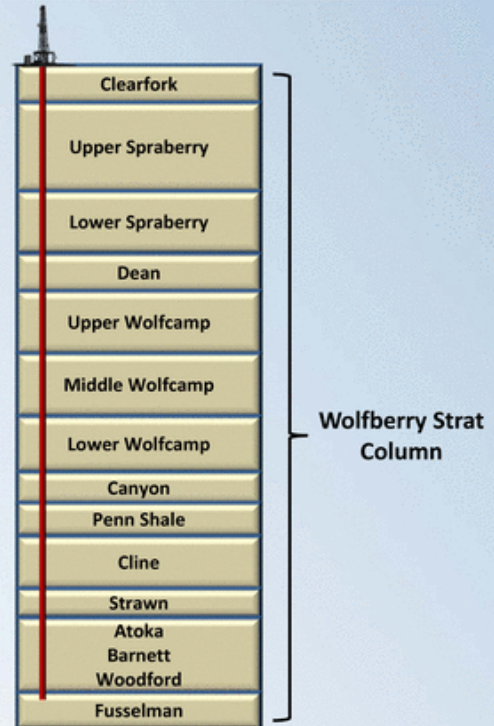 Clearfork
Upper Spraberry
Lower Spraberry
Dean
Upper Wolfcamp
Middle Wolfcamp
Lower Wolfcamp
Canyon
Penn Shale
Cline
Strawn
Atoka
Barnett
Woodford
Fusselman
Wolfberry Strat
Column